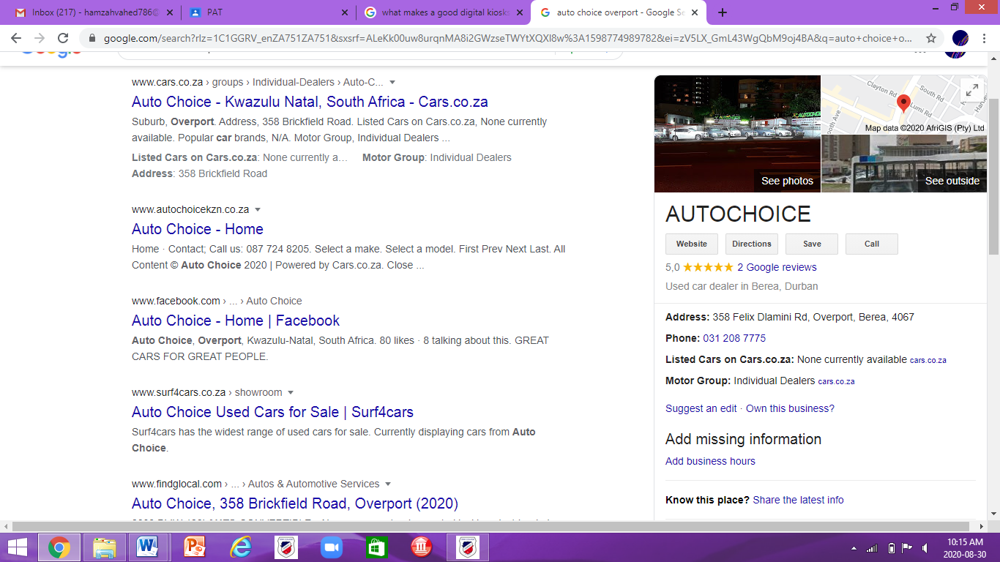 Inbox (217) - hamzahvahed786@
PAT
what makes a good digital kiosks
auto choice overport - Google Se
google.com/search?rlz=1C1GGRV_enZA751ZA751&sxsrf=ALeKk00uw8urqnMA8i2GWzseTWYtXQXl8w%3A1598774989782&ei=zV5LX_GmL43WgQbM9oj4BA&q=auto+choice+o...
www.cars.co.za › groups › Individual-Dealers › Auto-C...
Auto Choice - Kwazulu Natal, South Africa - Cars.co.za
Suburb, Overport. Address, 358 Brickfield Road. Listed Cars on Cars.co.za, None currently
available. Popular car brands, N/A. Motor Group, Individual Dealers ...
Listed Cars on Cars.co.za: None currently a... Motor Group: Individual Dealers
Address: 358 Brickfield Road
www.autochoicekzn.co.za
Auto Choice - Home
Home · Contact; Call us: 087 724 8205. Select a make. Select a model. First Prev Next Last. All
Content © Auto Choice 2020 | Powered by Cars.co.za. Close ...
www.facebook.com › ... › Auto Choice
Auto Choice - Home | Facebook
Auto Choice, Overport, Kwazulu-Natal, South Africa. 80 likes · 8 talking about this. GREAT
CARS FOR GREAT PEOPLE.
www.surf4cars.co.za › showroom
Auto Choice Used Cars for Sale | Surf4cars
Surf4cars has the widest range of used cars for sale. Currently displaying cars from Auto
Choice.
www.findglocal.com › ... › Autos & Automotive Services
Auto Choice, 358 Brickfield Road, Overport (2020)
See photos
Clayton Rd
South Rd
Map data ©2020 AfriGIS (Pty) Ltd
See outside
AUTOCHOICE
Website Directions Save Call
5,0 2 Google reviews
Used car dealer in Berea, Durban
Address: 358 Felix Dlamini Rd, Overport, Berea, 4067
Phone: 031 208 7775
Listed Cars on Cars.co.za: None currently available cars.co.za
Motor Group: Individual Dealers cars.co.za
Suggest an edit · Own this business?
Add missing information
Add business hours
Know this place? Share the latest info
10:15 AM
2020-08-30